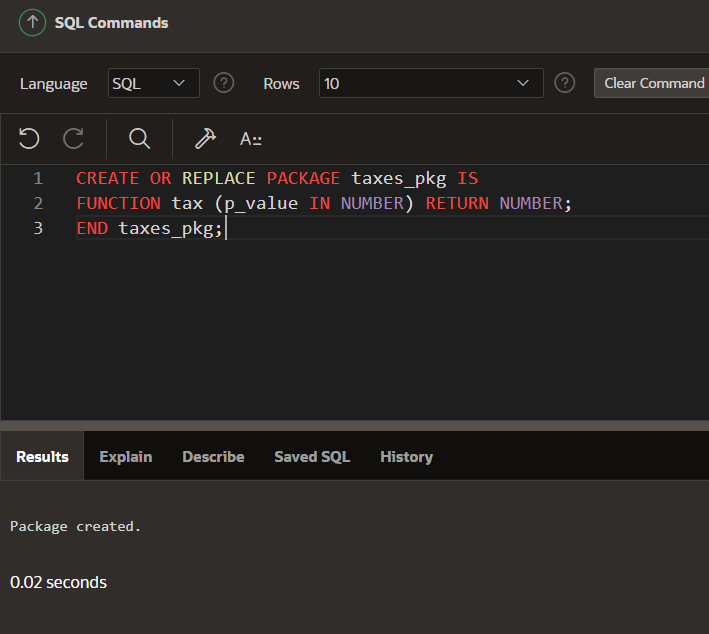 SQL Commands
Language SQL Rows 10 Clear Command
A::
1 CREATE OR REPLACE PACKAGE taxes_pkg IS
2 FUNCTION tax (p_value IN NUMBER) RETURN NUMBER;
3 END taxes_pkg;
Results Explain Describe Saved SQL History
Package created.
0.02 seconds